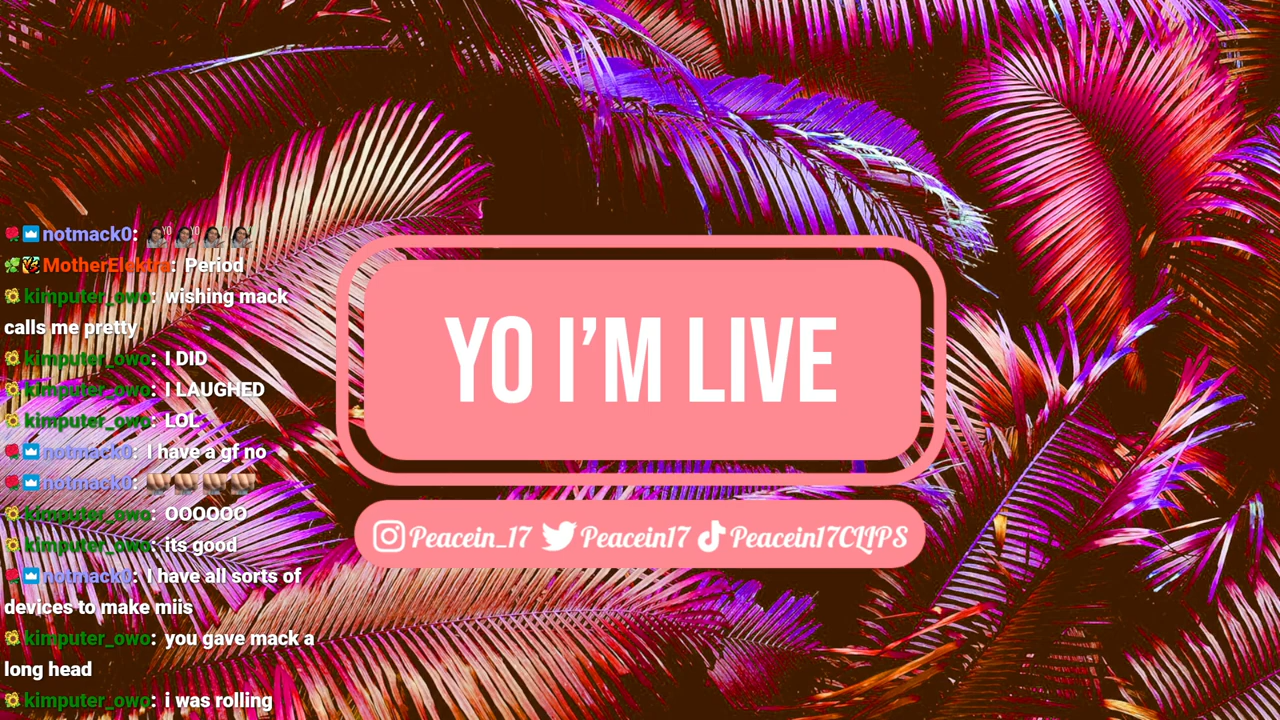 notmack0:
MotherElektra: Period
kimputer_owo: wishing mack
calls me pretty
kimputer_owo: I DID
kimputer_owo: I LAUGHED
kimputer_owo: LOL
notmack0: I have a gf no
notmack0:
kimputer_owo: OOOOOO
kimputer_owo: its good
notmack0: I have all sorts of
devices to make miis
kimputer_owo: you gave mack a
long head
kimputer_owo: i was rolling
YO I’M LIVE
Peacein_17 Peacein17 Peacein17CLIPS